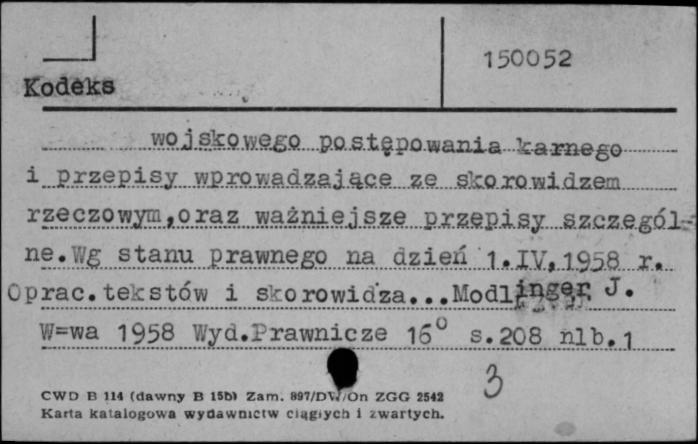 150052
Kodeks
wojskowego postępowania karnego
i przepisy wprowadzające ze skorowidzem
rzeczowym,oraz ważniejsze przepisy szczegól-
ne.Wg stanu prawnego na dzień 1.IV,1958 r.
Oprac.tekstów i skorowidza...Modlinger J.
W=wa 1958 Wyd.Prawnicze 16° s.208 nlb.1
3
CWD B 114 (dawny B 15b) Zam. 897/DW/On ZGG 2542
Karta katalogowa wydawnictw ciągłych i zwartych.